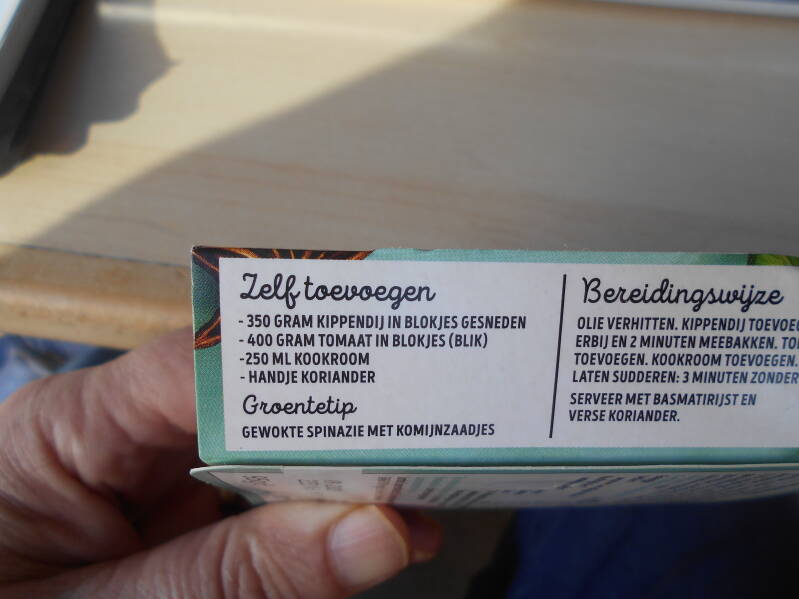 Zelf toevoegen
- 350 GRAM KIPPENDIJ IN BLOKJES GESNEDEN
- 400 GRAM TOMAAT IN BLOKJES (BLIK)
-250 ML KOOKROOM
- HANDJE KORIANDER
Groentetip
GEWOKTE SPINAZIE MET KOMIJNZAADJES
Bereidingswijze
OLIE VERHITTEN. KIPPENDIJ
ERBIJ EN 2 MINUTEN MEEBAKKEN.
TOEVOEGEN. KOOKROOM TOEVOEGEN.
LATEN SUDDEREN: 3 MINUTEN ZONDER
SERVEER MET BASMATIRIJST EN
VERSE KORIANDER.